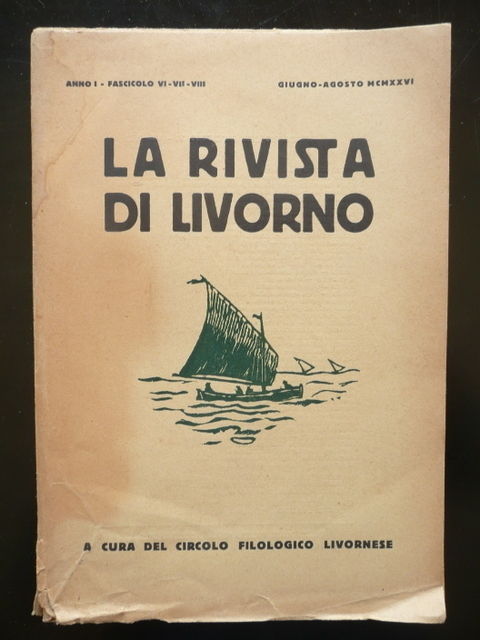 ANNO I - FASCICOLO VI-VII-VIII GIUGNO-AGOSTO MCMXXVI
LA RIVISTA
DI LIVORNO
A CURA DEL CIRCOLO FILOLOGICO LIVORNESE